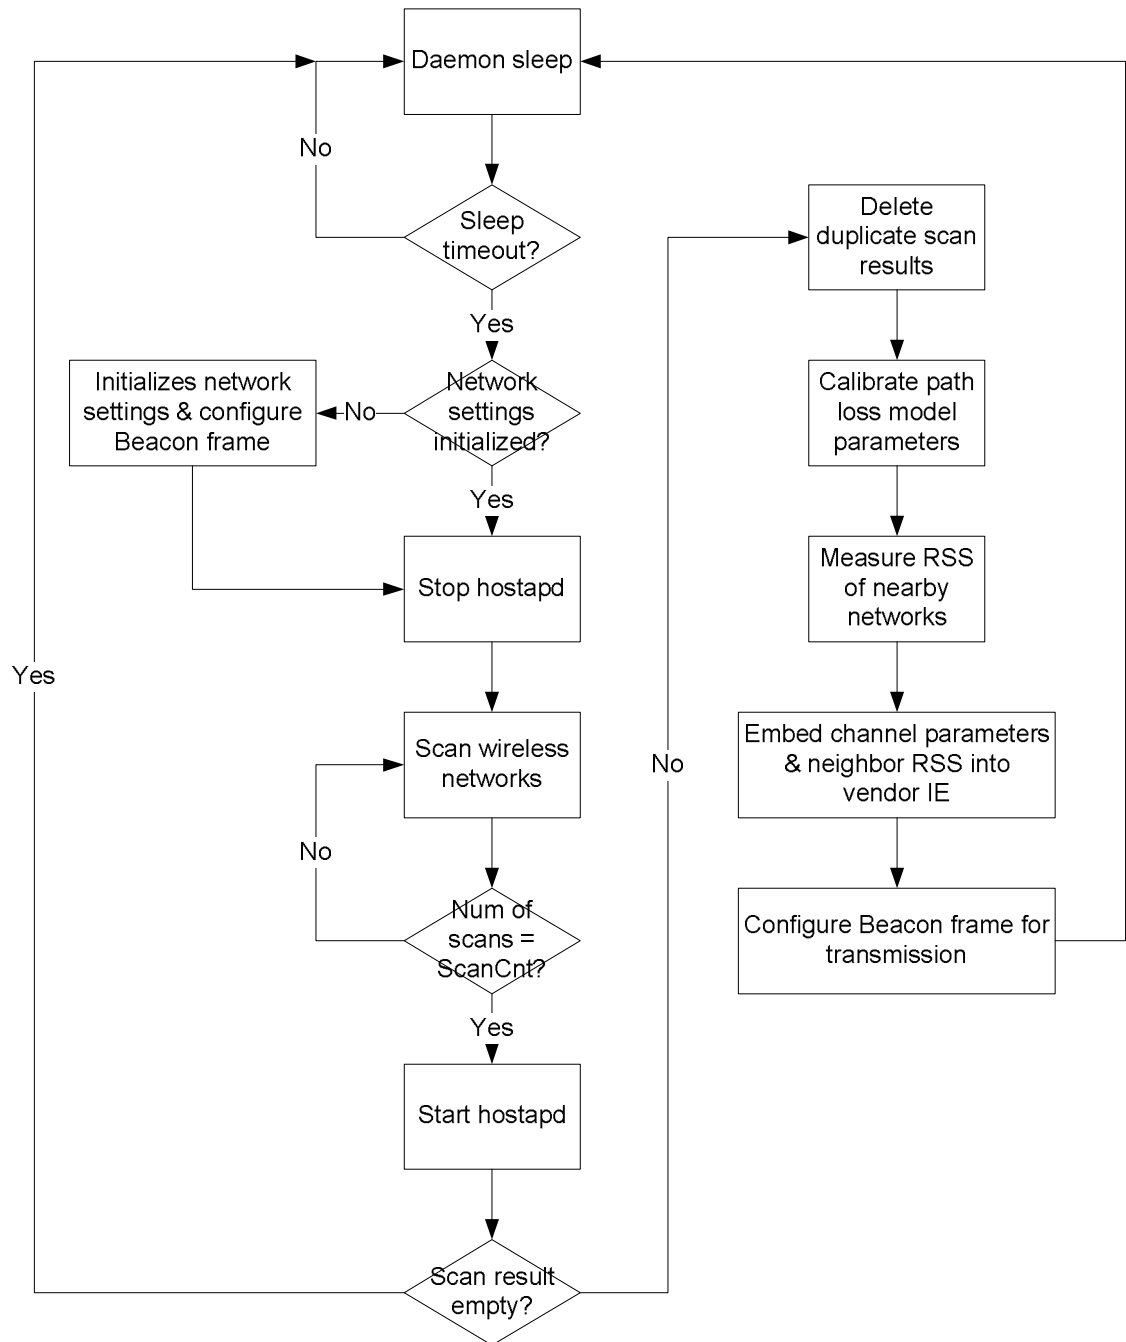 Daemon sleep
No
Sleep
timeout?
Yes
Initializes network
settings & configure
Beacon frame
No
Network
settings
initialized?
Yes
Stop hostapd
Yes
Scan wireless
networks
No
Num of
scans =
ScanCnt?
Yes
Start hostapd
Scan result
empty?
No
Delete
duplicate scan
results
Calibrate path
loss model
parameters
Measure RSS
of nearby
networks
Embed channel parameters
& neighbor RSS into
vendor IE
Configure Beacon frame for
transmission